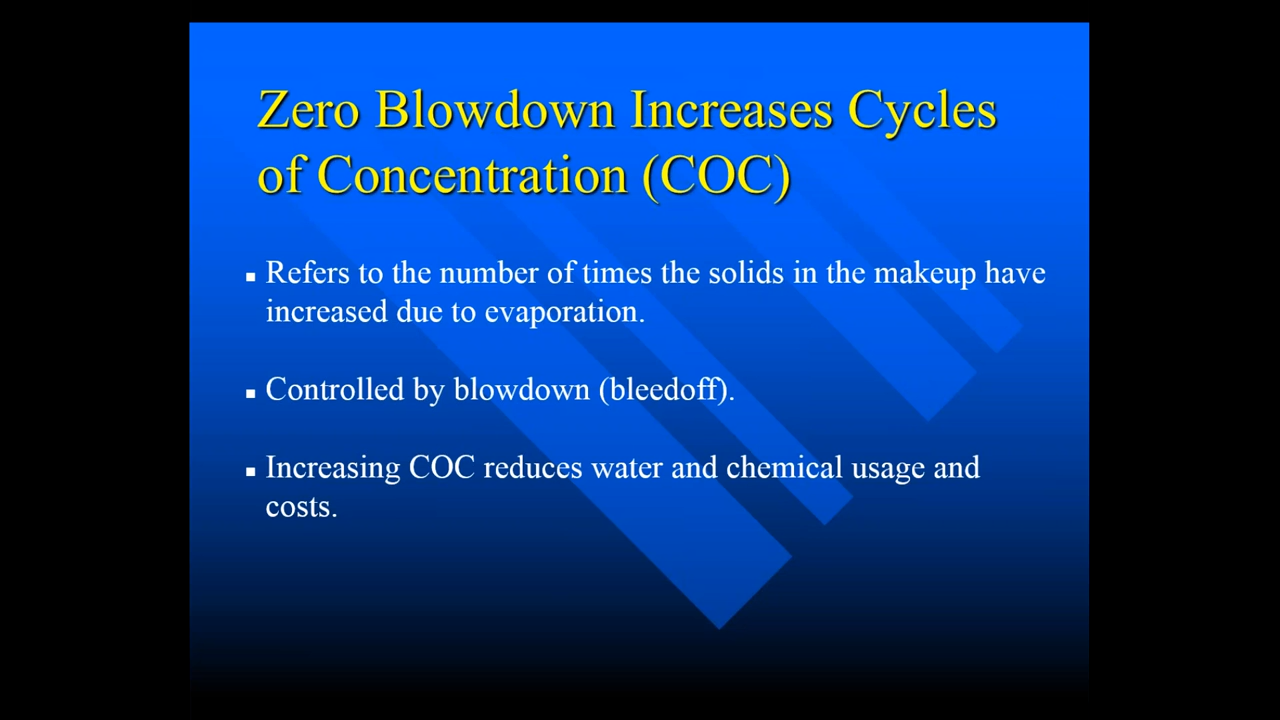 Zero Blowdown Increases Cycles
of Concentration (COC)
Refers to the number of times the solids in the makeup have
increased due to evaporation.
Controlled by blowdown (bleedoff).
Increasing COC reduces water and chemical usage and
costs.